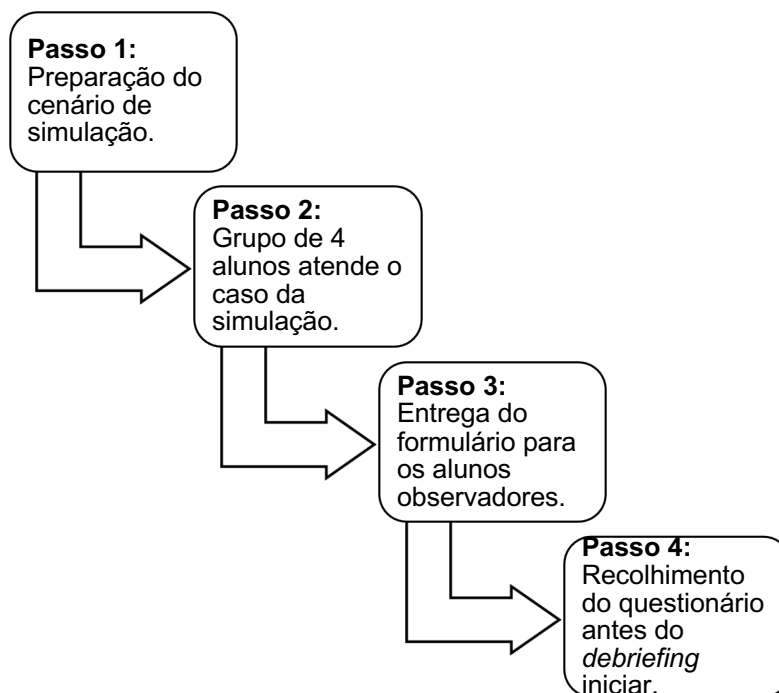 Passo 1:
Preparação do
cenário de
simulação.
Passo 2:
Grupo de 4
alunos atende o
caso da
simulação.
Passo 3:
Entrega do
formulário para
os alunos
observadores.
Passo 4:
Recolhimento
do questionário
antes do
debriefing
iniciar.